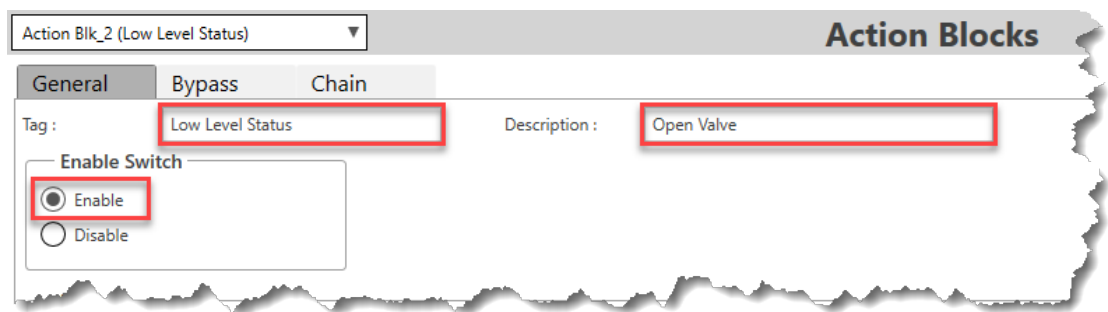 Action Blk_2 (Low Level Status)
Action Blocks
General Bypass Chain
Tag : Low Level Status Description : Open Valve
Enable Switch
Enable
Disable